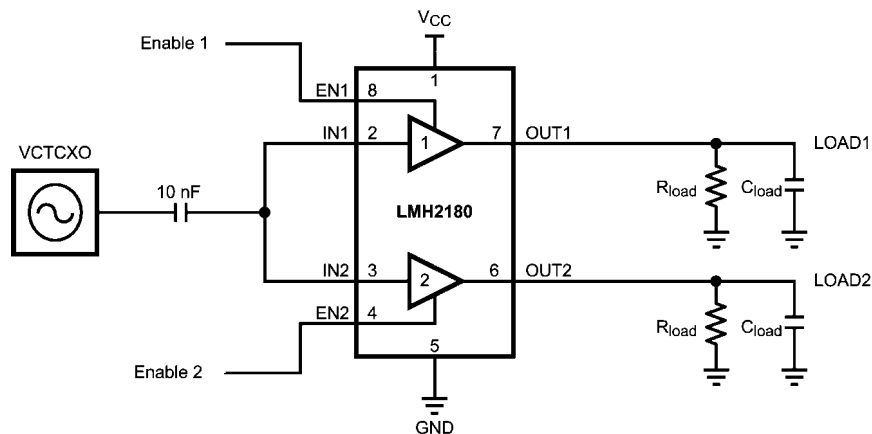 VCC
Enable 1
1
EN1 8
IN1 2 1 7 OUT1 LOAD1
VCTCXO
10 nF
Rload Cload
LMH2180
IN2 3 2 6 OUT2 LOAD2
EN2 4
Rload Cload
5
Enable 2
GND